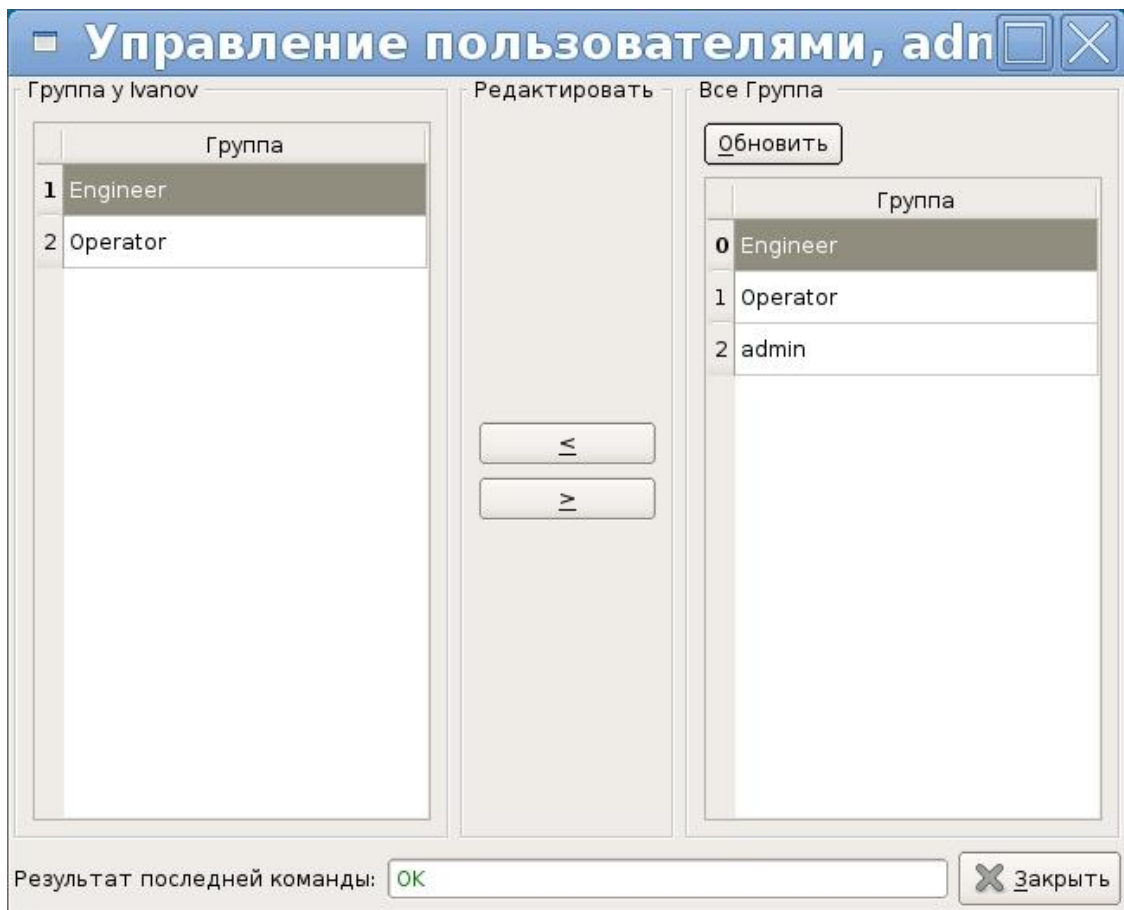 Управление пользователями, adn
Группа у Ivanov
Группа
1 Engineer
2 Operator
Редактировать
<
>
Все Группа
Обновить
Группа
0 Engineer
1 Operator
2 admin
Результат последней команды: OK
Закрыть